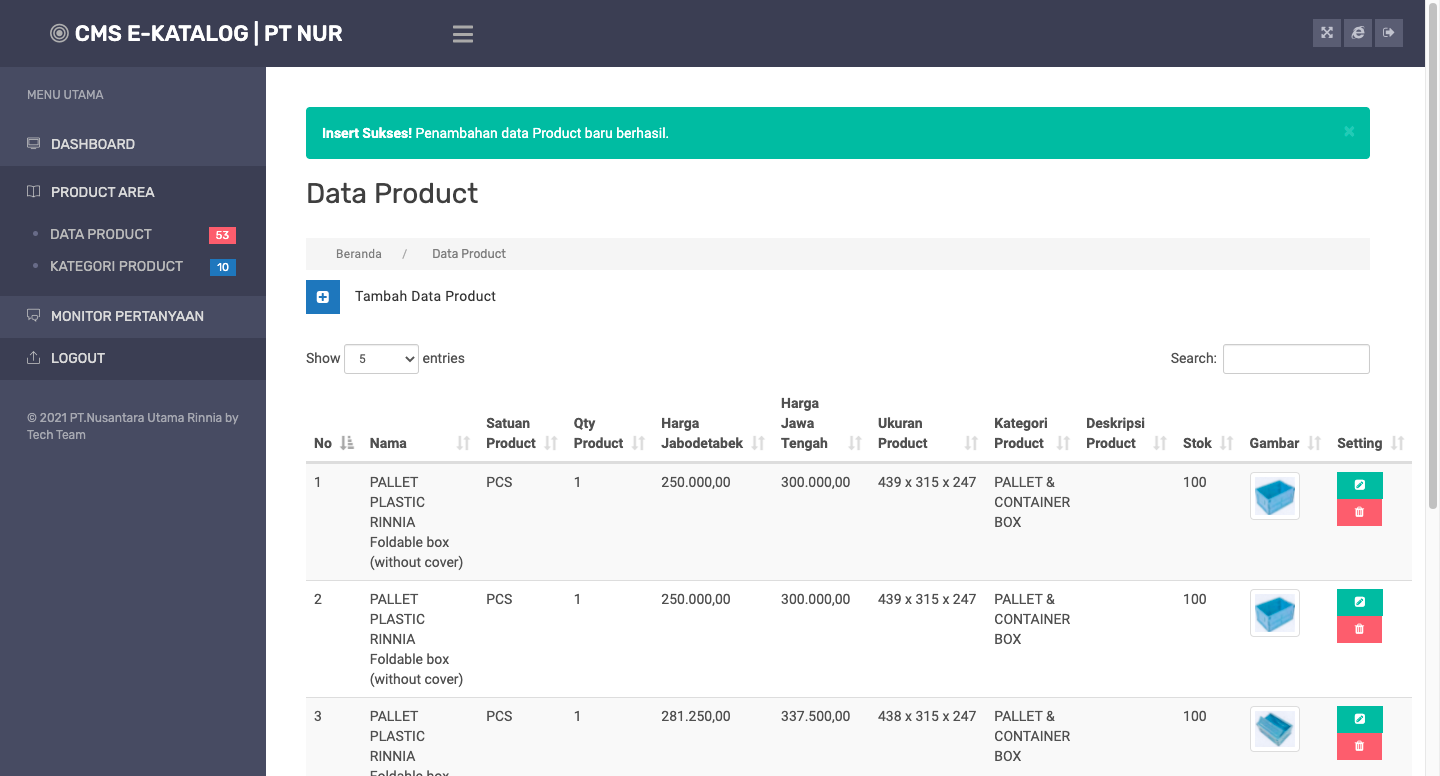 CMS E-KATALOG | PT NUR
MENU UTAMA
DASHBOARD
PRODUCT AREA
DATA PRODUCT 53
KATEGORI PRODUCT 10
MONITOR PERTANYAAN
LOGOUT
© 2021 PT.Nusantara Utama Rinnia by
Tech Team
Insert Sukses! Penambahan data Product baru berhasil. ×
Data Product
Beranda / Data Product
Tambah Data Product
Show 5 entries
Search:
No
Nama
Satuan
Product
Qty
Product
Harga
Jabodetabek
Harga
Jawa
Tengah
Ukuran
Product
Kategori
Product
Deskripsi
Product
Stok
Gambar
Setting
1
PALLET
PLASTIC
RINNIA
Foldable box
(without cover)
PCS
1
250.000,00
300.000,00
439 x 315 x 247
PALLET &
CONTAINER
BOX
100
2
PALLET
PLASTIC
RINNIA
Foldable box
(without cover)
PCS
1
250.000,00
300.000,00
439 x 315 x 247
PALLET &
CONTAINER
BOX
100
3
PALLET
PLASTIC
RINNIA
Foldable box
PCS
1
281.250,00
337.500,00
438 x 315 x 247
PALLET &
CONTAINER
BOX
100